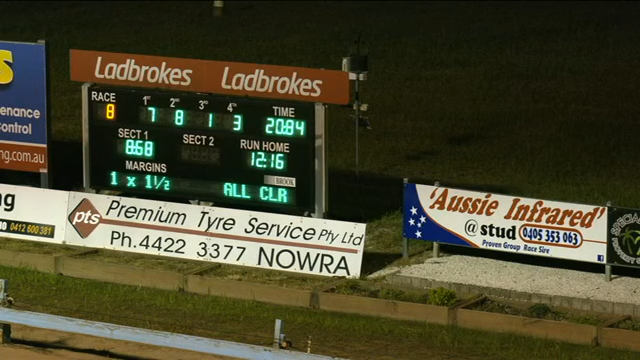 Ladbrokes Ladbrokes
RACE 1st 2nd 3rd 4th TIME
8 7 8 1 3 20:84
SECT 1 SECT 2 RUN HOME
8:68 12:16
MARGINS
1 x 1½ ALL CLR
BROOK
s
ntenance
Control
ng.com.au
ng
0412 600 381
pts
Premium Tyre Service Pty Ltd
Ph. 4422 3377 NOWRA
'Aussie Infrared'
@ stud 0405 353 063
Proven Group Race Sire